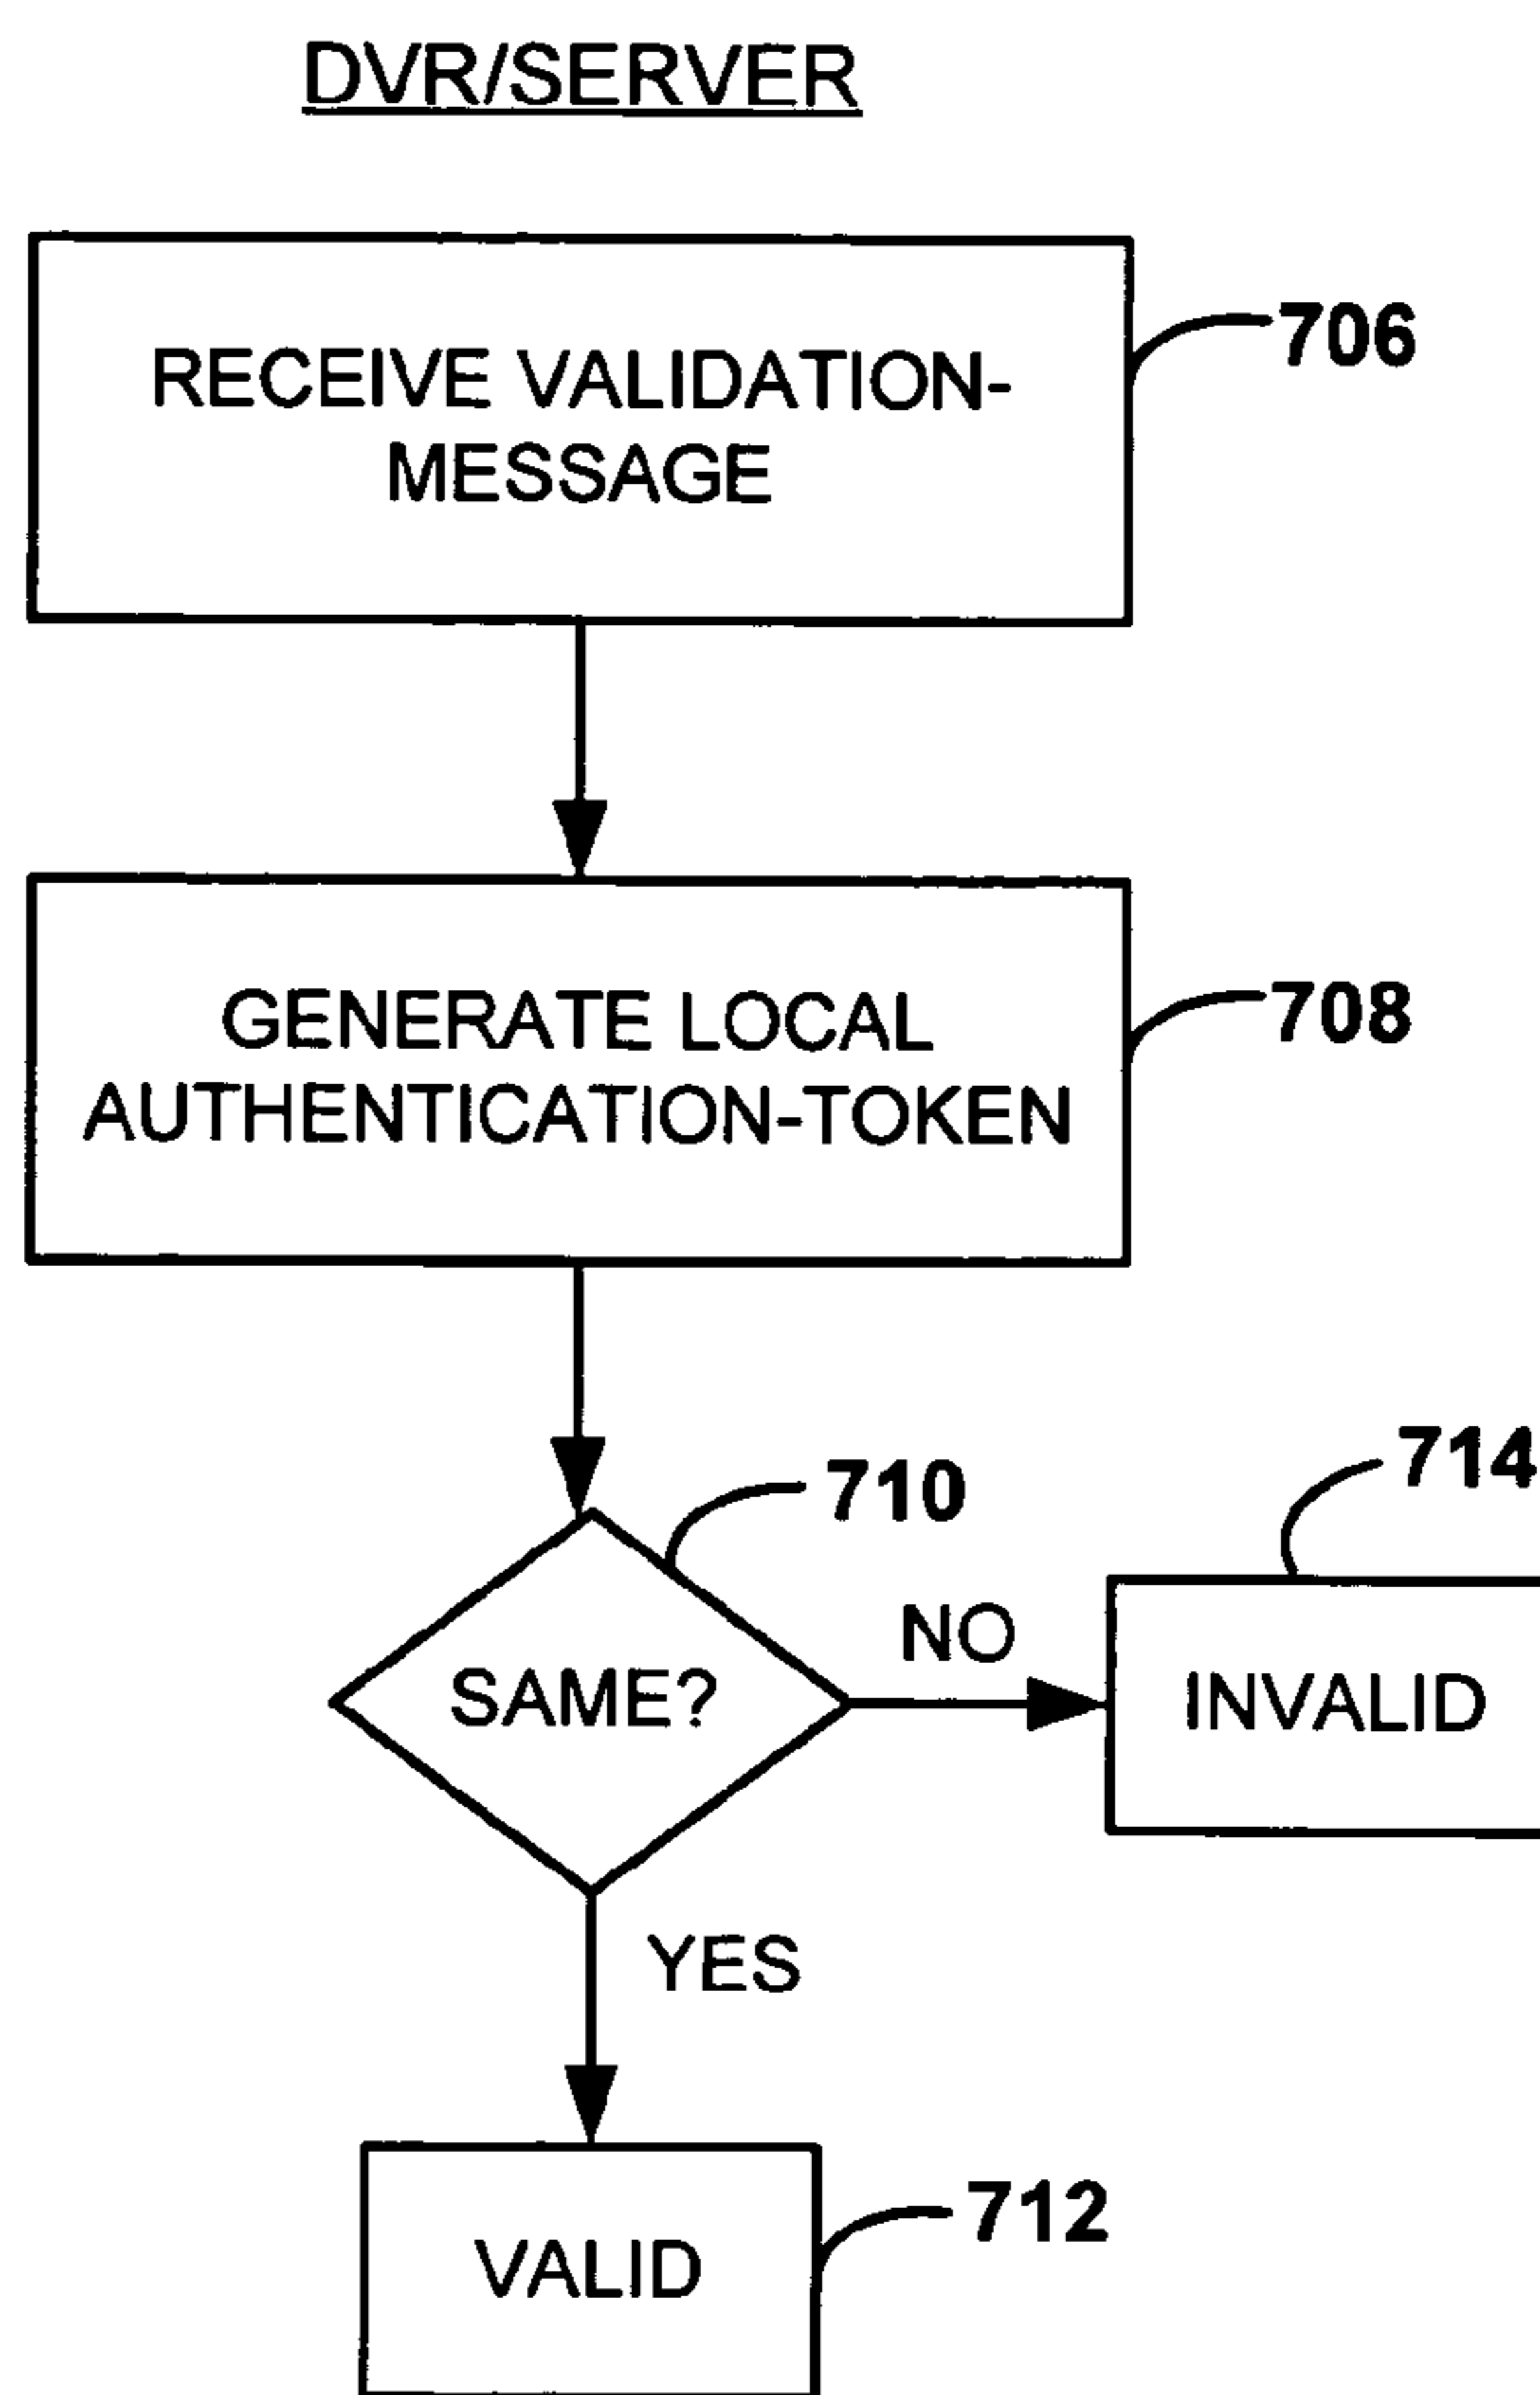 DVR/SERVER
RECEIVE VALIDATION-
MESSAGE
706
GENERATE LOCAL
AUTHENTICATION-TOKEN
708
710
714
SAME?
NO
INVALID
YES
VALID
712